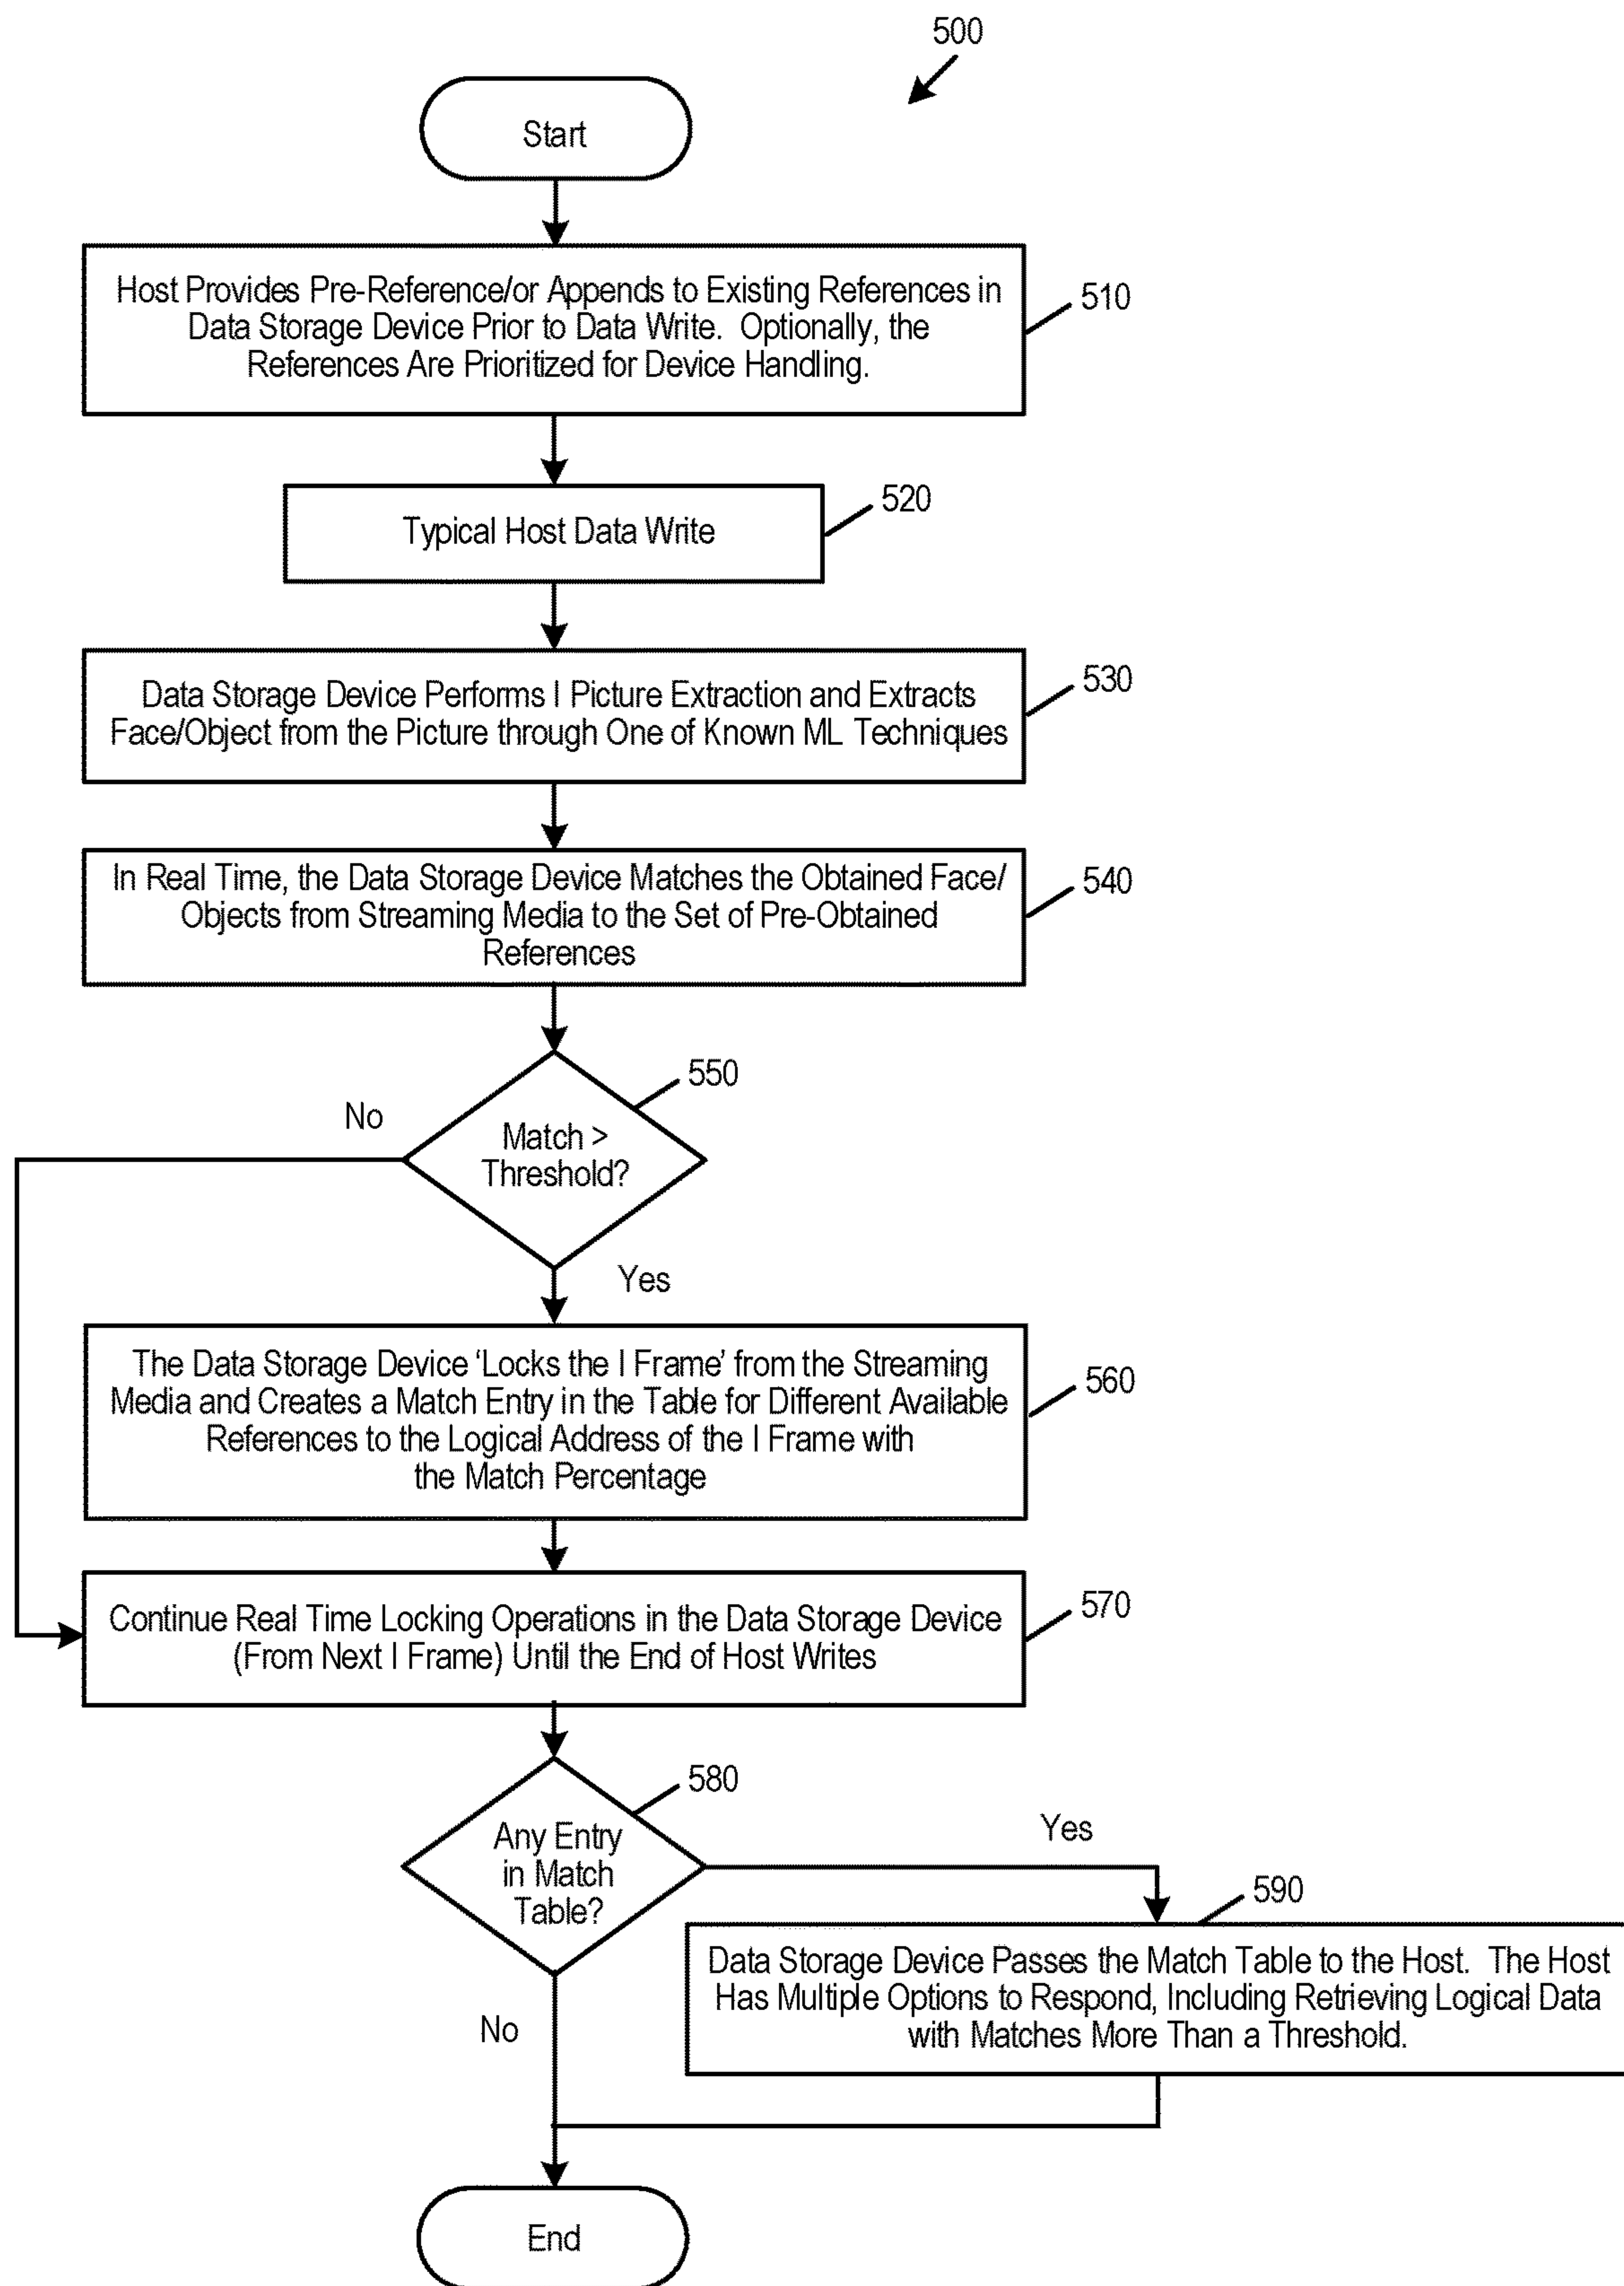 500
Start
Host Provides Pre-Reference/or Appends to Existing References in
Data Storage Device Prior to Data Write. Optionally, the
References Are Prioritized for Device Handling.
510
Typical Host Data Write
520
Data Storage Device Performs I Picture Extraction and Extracts
Face/Object from the Picture through One of Known ML Techniques
530
In Real Time, the Data Storage Device Matches the Obtained Face/
Objects from Streaming Media to the Set of Pre-Obtained
References
540
550
No
Match >
Threshold?
Yes
The Data Storage Device ‘Locks the I Frame’ from the Streaming
Media and Creates a Match Entry in the Table for Different Available
References to the Logical Address of the I Frame with
the Match Percentage
560
Continue Real Time Locking Operations in the Data Storage Device
(From Next I Frame) Until the End of Host Writes
570
580
Any Entry
in Match
Table?
Yes
590
Data Storage Device Passes the Match Table to the Host. The Host
Has Multiple Options to Respond, Including Retrieving Logical Data
with Matches More Than a Threshold.
No
End